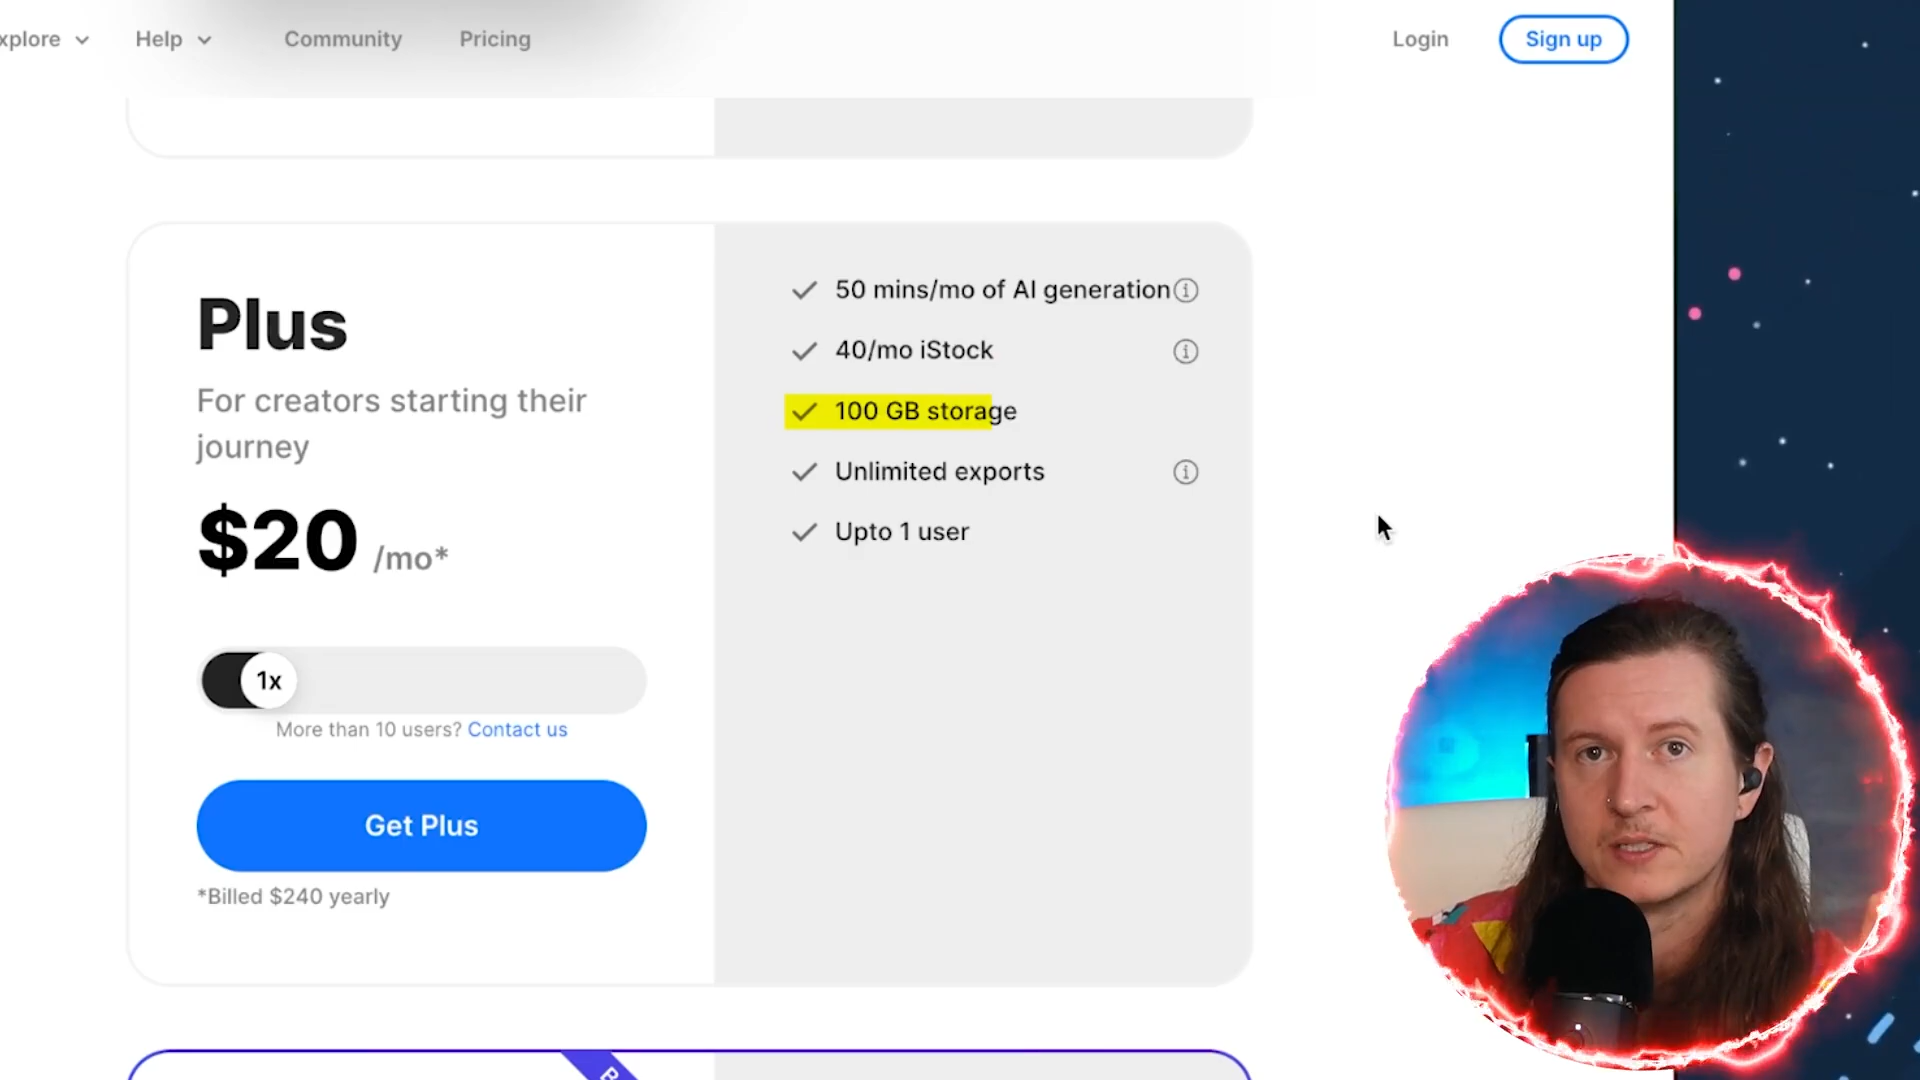 xplore
Help
Community
Pricing
Login
Sign up
Plus
For creators starting their
journey
$20 /mo*
1x
More than 10 users? Contact us
Get Plus
*Billed $240 yearly
50 mins/mo of AI generation
40/mo iStock
100 GB storage
Unlimited exports
Upto 1 user